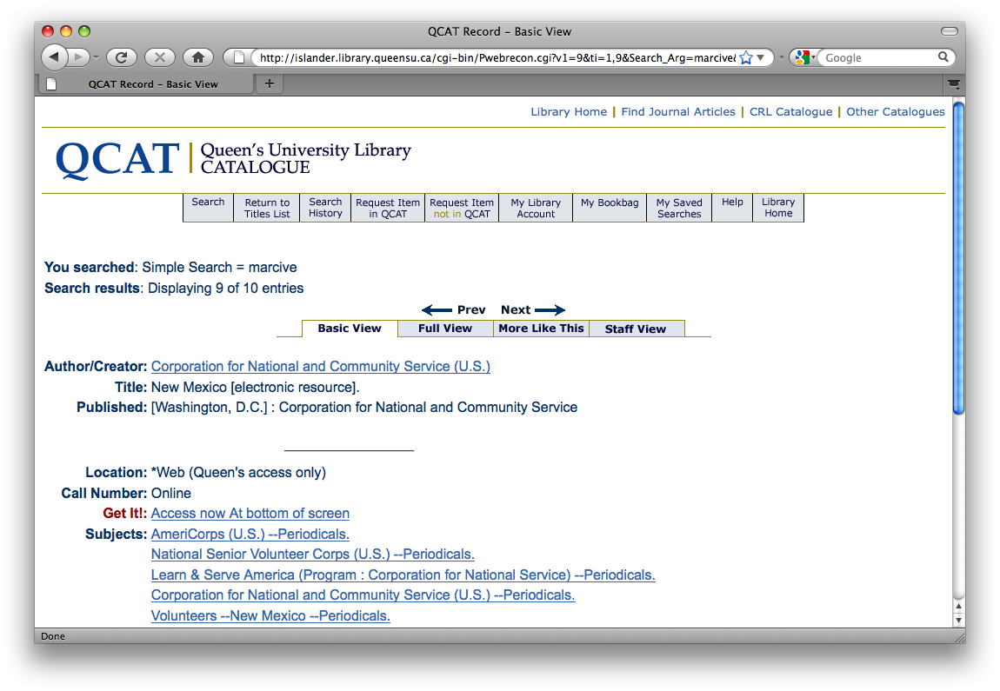 QCAT Record – Basic View
http://islander.library.queensu.ca/cgi-bin/Pwebrecon.cgi?v1=9&ti=1,9&Search_Arg=marcive&
Google
QCAT Record – Basic View
+
Library Home | Find Journal Articles | CRL Catalogue | Other Catalogues
QCAT | Queen's University Library
CATALOGUE
Search
Return to
Titles List
Search
History
Request Item
in QCAT
Request Item
not in QCAT
My Library
Account
My Bookbag
My Saved
Searches
Help
Library
Home
You searched: Simple Search = marcive
Search results: Displaying 9 of 10 entries
Prev Next
Basic View Full View More Like This Staff View
Author/Creator: Corporation for National and Community Service (U.S.)
Title: New Mexico [electronic resource].
Published: [Washington, D.C.] : Corporation for National and Community Service
Location: *Web (Queen's access only)
Call Number: Online
Get It!: Access now At bottom of screen
Subjects: AmeriCorps (U.S.) --Periodicals.
National Senior Volunteer Corps (U.S.) --Periodicals.
Learn & Serve America (Program : Corporation for National Service) --Periodicals.
Corporation for National and Community Service (U.S.) --Periodicals.
Volunteers --New Mexico --Periodicals.
Done